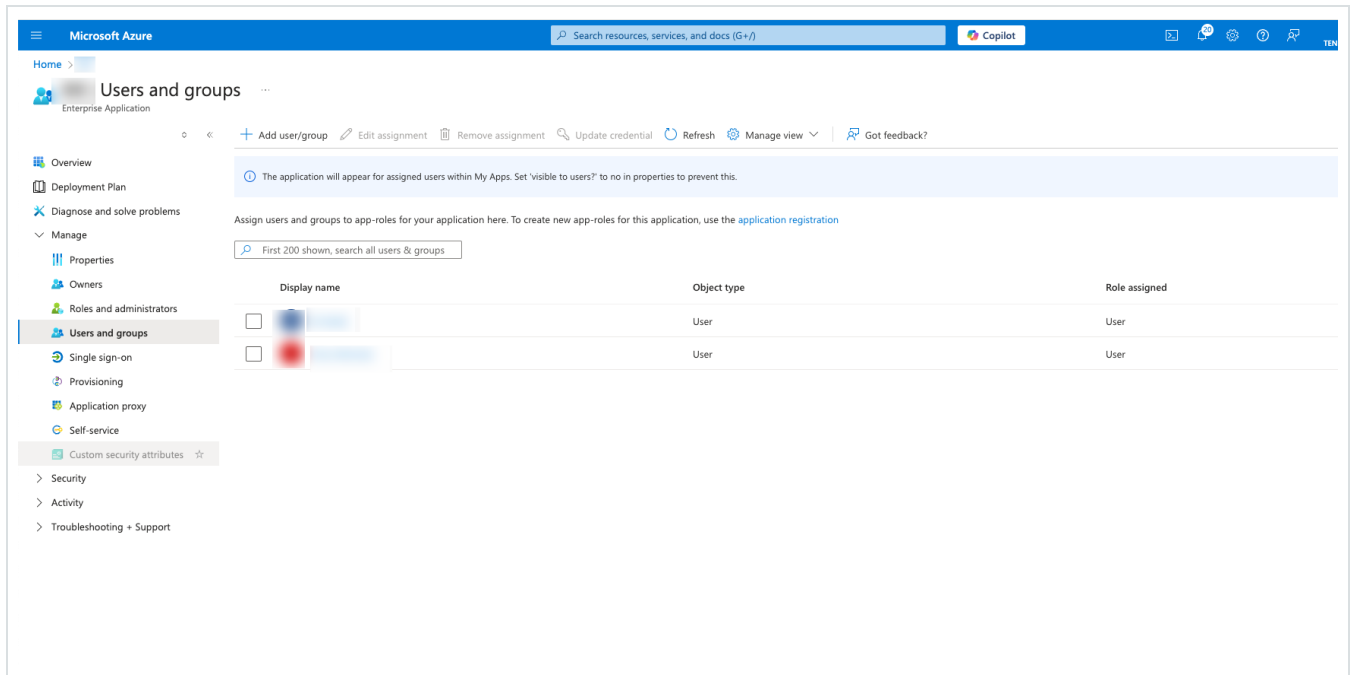 Microsoft Azure
Search resources, services, and docs (G+/)
Copilot
20
TEN
Home >
Users and groups ...
Enterprise Application
Add user/group
Edit assignment
Remove assignment
Update credential
Refresh
Manage view
Got feedback?
Overview
Deployment Plan
Diagnose and solve problems
Manage
Properties
Owners
Roles and administrators
Users and groups
Single sign-on
Provisioning
Application proxy
Self-service
Custom security attributes
Security
Activity
Troubleshooting + Support
The application will appear for assigned users within My Apps. Set 'visible to users?' to no in properties to prevent this.
Assign users and groups to app-roles for your application here. To create new app-roles for this application, use the application registration
First 200 shown, search all users & groups
Display name Object type Role assigned
User User
User User